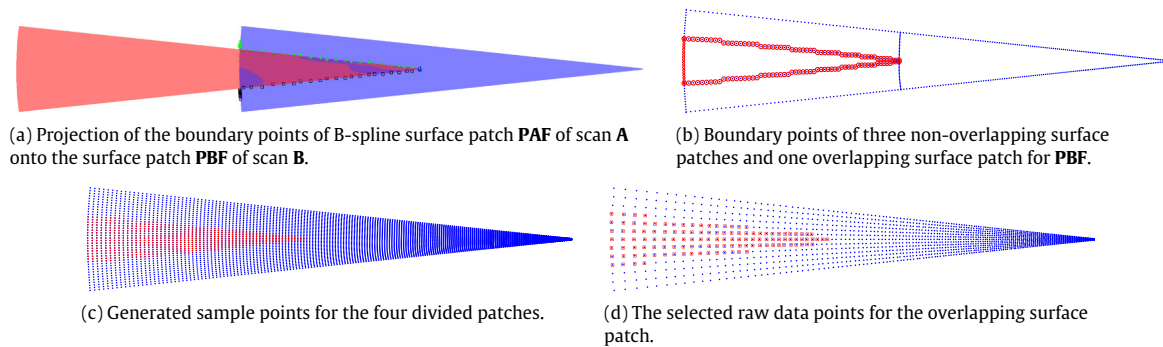 (a) Projection of the boundary points of B-spline surface patch PAF of scan A
onto the surface patch PBF of scan B.
(b) Boundary points of three non-overlapping surface
patches and one overlapping surface patch for PBF.
(c) Generated sample points for the four divided patches.
(d) The selected raw data points for the overlapping surface
patch.